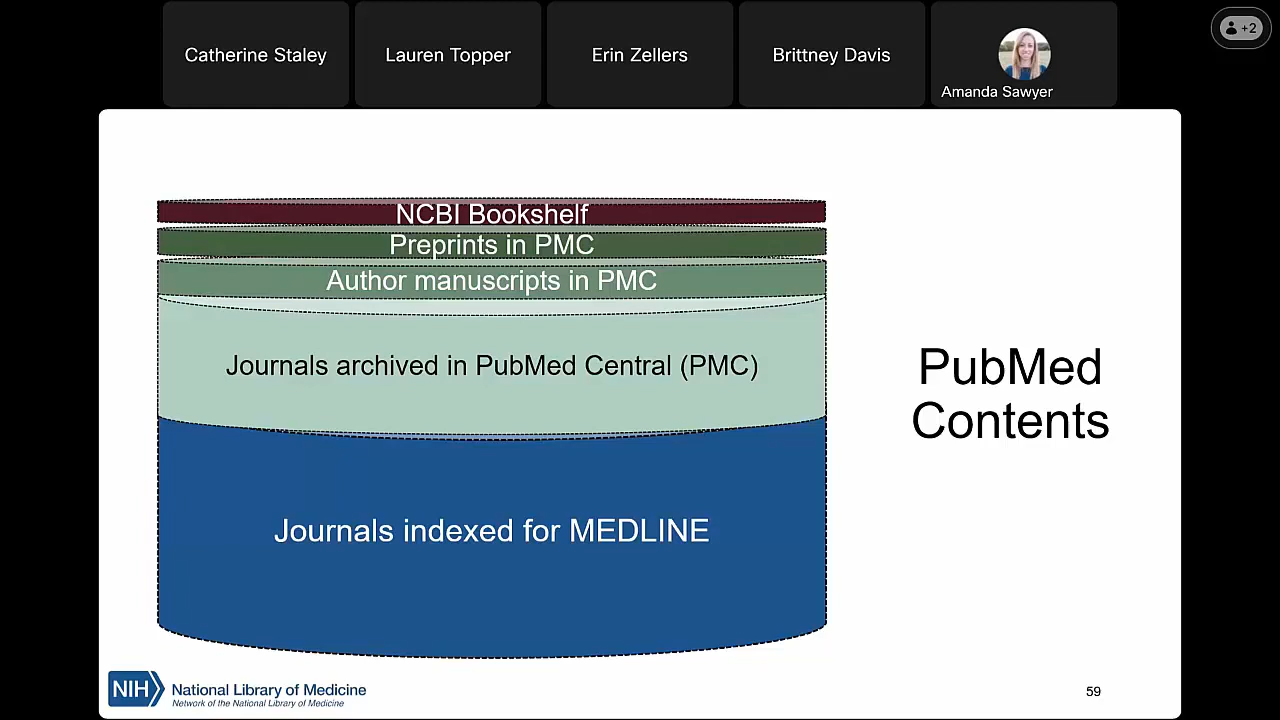 Catherine Staley
Lauren Topper
Erin Zellers
Brittney Davis
Amanda Sawyer
+2
NCBI Bookshelf
Preprints in PMC
Author manuscripts in PMC
Journals archived in PubMed Central (PMC)
Journals indexed for MEDLINE
PubMed
Contents
NIH
National Library of Medicine
Network of the National Library of Medicine
59